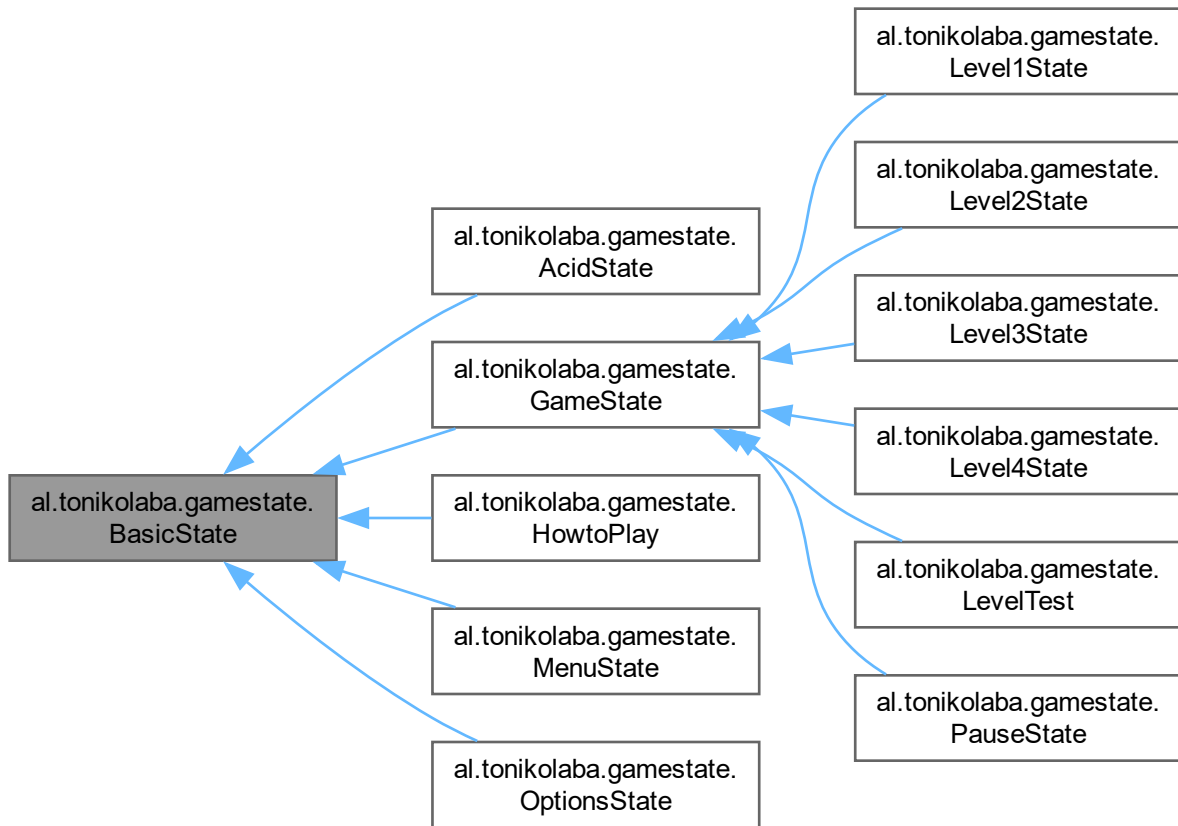 al.tonikolaba.gamestate.
BasicState
al.tonikolaba.gamestate.
AcidState
al.tonikolaba.gamestate.
GameState
al.tonikolaba.gamestate.
HowtoPlay
al.tonikolaba.gamestate.
MenuState
al.tonikolaba.gamestate.
OptionsState
al.tonikolaba.gamestate.
Level1State
al.tonikolaba.gamestate.
Level2State
al.tonikolaba.gamestate.
Level3State
al.tonikolaba.gamestate.
Level4State
al.tonikolaba.gamestate.
LevelTest
al.tonikolaba.gamestate.
PauseState